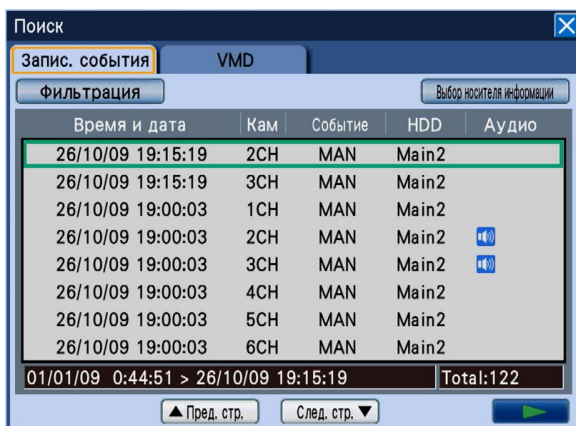 Поиск
Запис. события VMD
Фильтрация Выбор носителя информации
Время и дата Кам Событие HDD Аудио
26/10/09 19:15:19 2CH MAN Main2
26/10/09 19:15:19 3CH MAN Main2
26/10/09 19:00:03 1CH MAN Main2
26/10/09 19:00:03 2CH MAN Main2
26/10/09 19:00:03 3CH MAN Main2
26/10/09 19:00:03 4CH MAN Main2
26/10/09 19:00:03 5CH MAN Main2
26/10/09 19:00:03 6CH MAN Main2
01/01/09 0:44:51 > 26/10/09 19:15:19 Total:122
▲ Пред. стр. След. стр. ▼